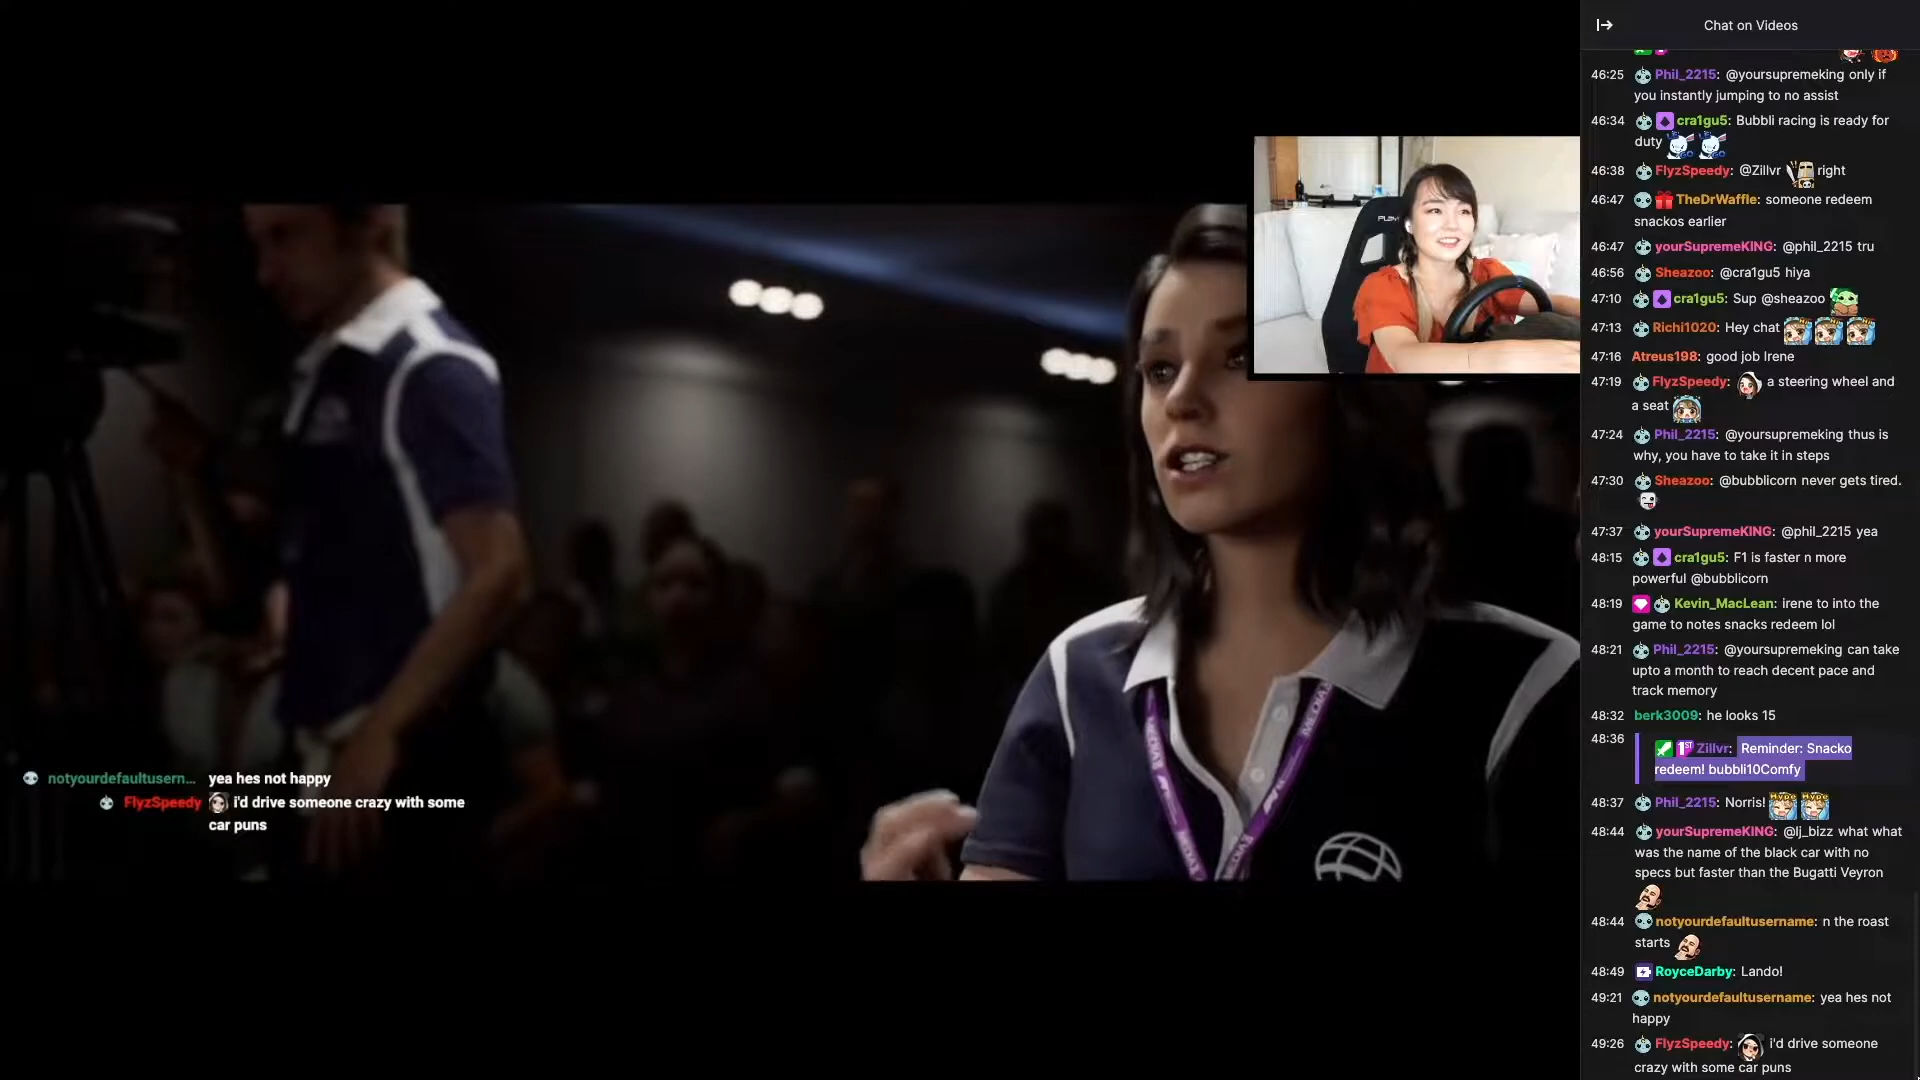 Chat on Videos
46:25 Phil_2215: @yoursupremeking only if
you instantly jumping to no assist
46:34 cra1gu5: Bubbli racing is ready for
duty
46:38 FlyzSpeedy: @Zillvr right
46:47 TheDrWaffle: someone redeem
snackos earlier
46:47 yourSupremeKING: @phil_2215 tru
46:56 Sheazoo: @cra1gu5 hiya
47:10 cra1gu5: Sup @sheazoo
47:13 Richi1020: Hey chat
47:16 Atreus198: good job Irene
47:19 FlyzSpeedy: a steering wheel and
a seat
47:24 Phil_2215: @yoursupremeking thus is
why, you have to take it in steps
47:30 Sheazoo: @bubblicorn never gets tired.
47:37 yourSupremeKING: @phil_2215 yea
48:15 cra1gu5: F1 is faster n more
powerful @bubblicorn
48:19 Kevin_MacLean: irene to into the
game to notes snacks redeem lol
48:21 Phil_2215: @yoursupremeking can take
upto a month to reach decent pace and
track memory
48:32 berk3009: he looks 15
48:36 1ST Zillvr: Reminder: Snacko
redeem! bubbli10Comfy
48:37 Phil_2215: Norris!
48:44 yourSupremeKING: @lj_bizz what what
was the name of the black car with no
specs but faster than the Bugatti Veyron
48:44 notyourdefaultusername: n the roast
starts
48:49 RoyceDarby: Lando!
49:21 notyourdefaultusername: yea hes not
happy
49:26 FlyzSpeedy: i'd drive someone
crazy with some car puns
notyourdefaultusern... yea hes not happy
FlyzSpeedy i'd drive someone crazy with some
car puns
PLAY
MEDIA
MEDIA